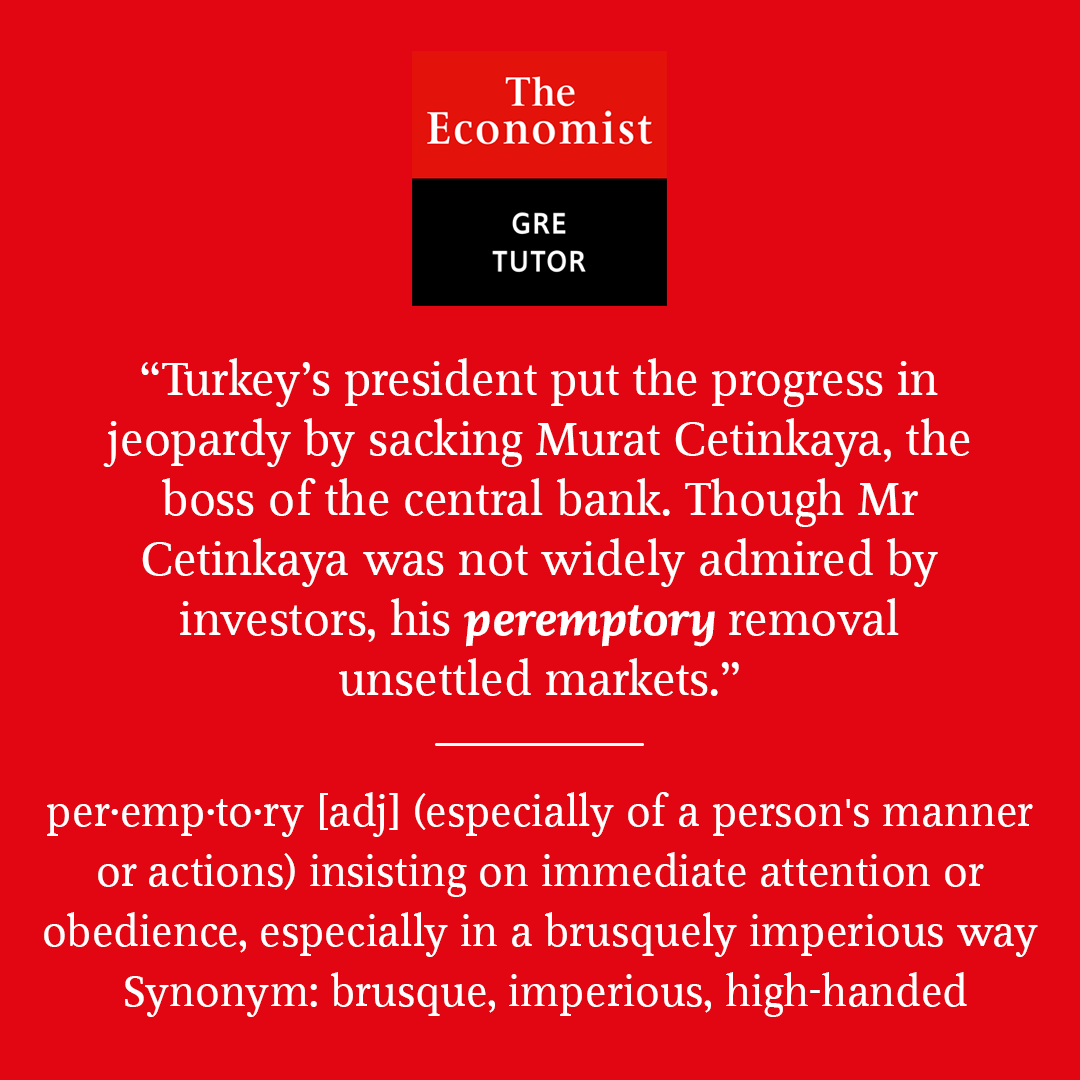 The
Economist
GRE
TUTOR
“Turkey’s president put the progress in
jeopardy by sacking Murat Cetinkaya, the
boss of the central bank. Though Mr
Cetinkaya was not widely admired by
investors, his peremptory removal
unsettled markets.”
per·emp·to·ry [adj] (especially of a person's manner
or actions) insisting on immediate attention or
obedience, especially in a brusquely imperious way
Synonym: brusque, imperious, high-handed